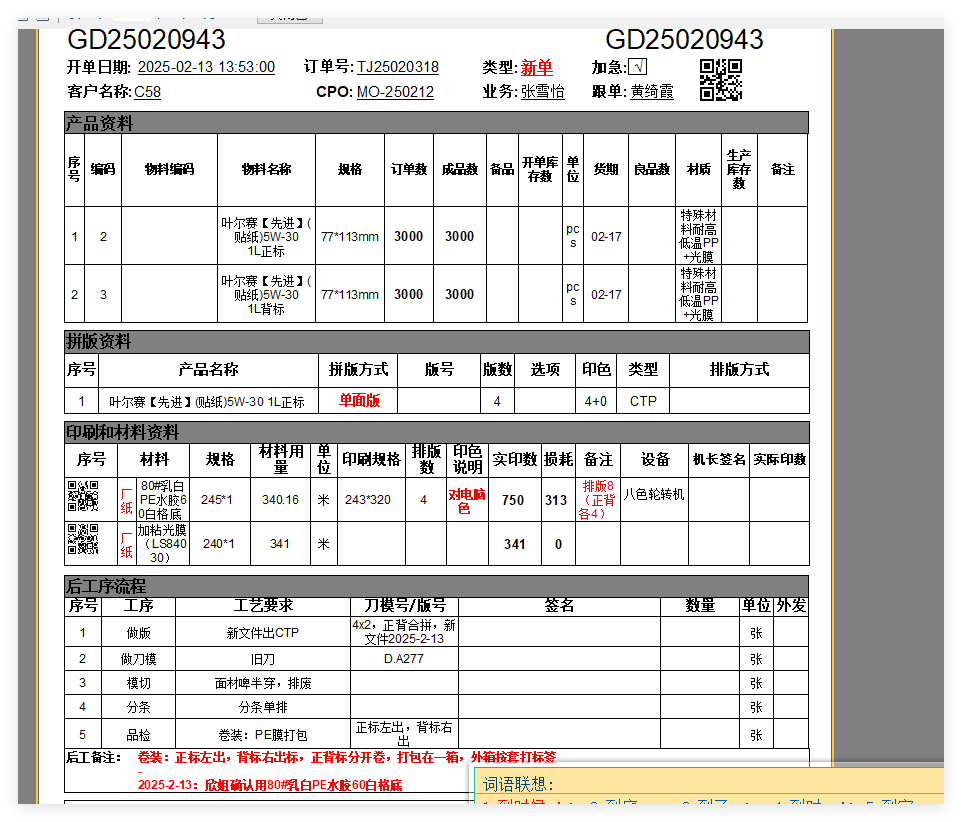 GD25020943 GD25020943
开单日期: 2025-02-13 13:53:00 订单号: TJ25020318 类型: 新单 加急: √
客户名称: C58 CPO: MO-250212 业务: 张雪怡 跟单: 黄绮霞
产品资料
序号 编码 物料编码 物料名称 规格 订单数 成品数 备品 开单库存数 单位 货期 良品数 材质 生产库存数 备注
1 2 叶尔赛【先进】(贴纸)5W-30 1L正标 77*113mm 3000 3000 pcs 02-17 特殊材料耐高低温PP+光膜
2 3 叶尔赛【先进】(贴纸)5W-30 1L背标 77*113mm 3000 3000 pcs 02-17 特殊材料耐高低温PP+光膜
拼版资料
序号 产品名称 拼版方式 版号 版数 选项 印色 类型 排版方式
1 叶尔赛【先进】(贴纸)5W-30 1L正标 单面版 4 4+0 CTP
印刷和材料资料
序号 材料 规格 材料用量 单位 印刷规格 排版数 印色说明 实印数 损耗 备注 设备 机长签名 实际印数
厂纸 80#乳白PE水胶60白格底 245*1 340.16 米 243*320 4 对电脑色 750 313 排版8（正背各4） 八色轮转机
厂纸 加粘光膜（LS84030） 240*1 341 米 341 0
后工序流程
序号 工序 工艺要求 刀模号/版号 签名 数量 单位 外发
1 做版 新文件出CTP 4x2，正背合拼，新文件2025-2-13 张
2 做刀模 旧刀 D.A277 张
3 模切 面材啤半穿，排废 张
4 分条 分条单排 张
5 品检 卷装：PE膜打包 正标左出，背标右出 张
后工备注： 卷装：正标左出，背标右出标，正背标分开卷，打包在一箱，外箱按套打标签
-
2025-2-13：欣姐确认用80#乳白PE水胶60白格底
词语联想：